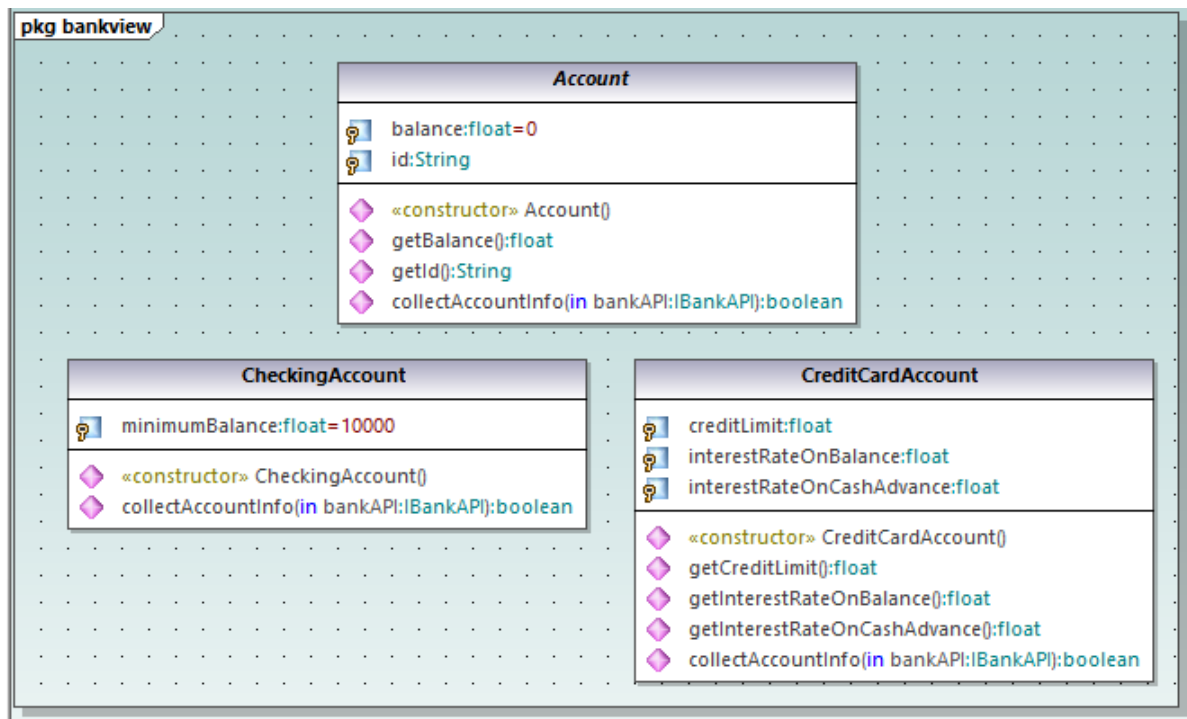 pkg bankview
Account
balance:float=0
id:String
«constructor» Account()
getBalance():float
getId():String
collectAccountInfo(in bankAPI:IBankAPI):boolean
CheckingAccount
minimumBalance:float=10000
«constructor» CheckingAccount()
collectAccountInfo(in bankAPI:IBankAPI):boolean
CreditCardAccount
creditLimit:float
interestRateOnBalance:float
interestRateOnCashAdvance:float
«constructor» CreditCardAccount()
getCreditLimit():float
getInterestRateOnBalance():float
getInterestRateOnCashAdvance():float
collectAccountInfo(in bankAPI:IBankAPI):boolean